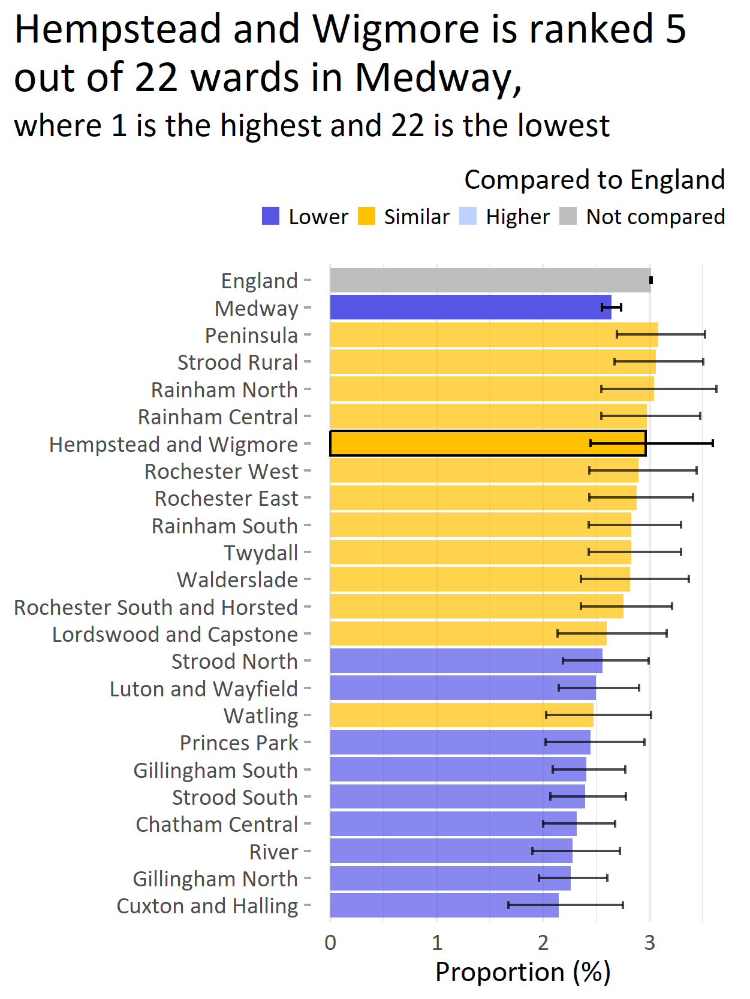 Hempstead and Wigmore is ranked 5
out of 22 wards in Medway,
where 1 is the highest and 22 is the lowest
Compared to England
Lower Similar Higher Not compared
England
Medway
Peninsula
Strood Rural
Rainham North
Rainham Central
Hempstead and Wigmore
Rochester West
Rochester East
Rainham South
Twydall
Walderslade
Rochester South and Horsted
Lordswood and Capstone
Strood North
Luton and Wayfield
Watling
Princes Park
Gillingham South
Strood South
Chatham Central
River
Gillingham North
Cuxton and Halling
0 1 2 3
Proportion (%)